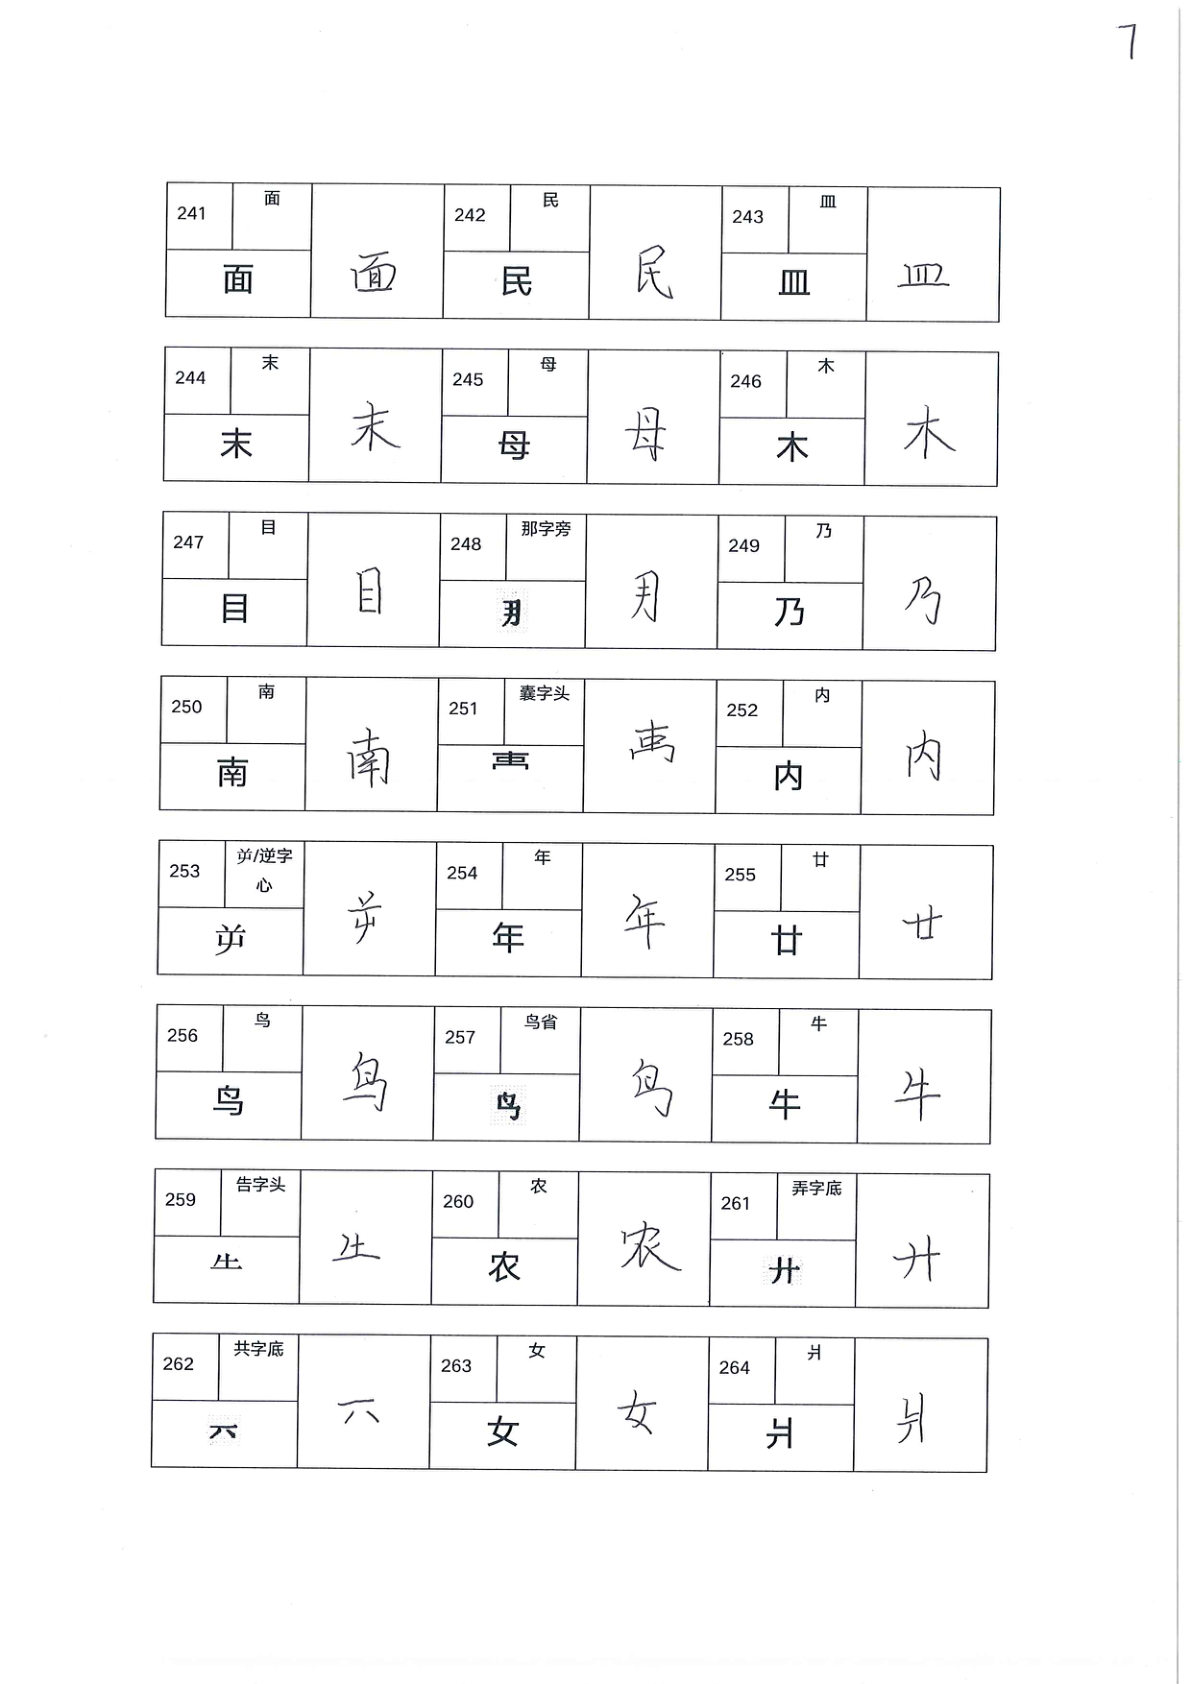 7
241 面 242 民 243 皿
面 面 民 民 皿 皿
244 末 245 母 246 木
末 末 母 母 木 木
247 目 248 那字旁 249 乃
目 目 乃 乃
250 南 251 囊字头 252 内
南 南 内 内
253 屰/逆字心 254 年 255 廿
屰 屰 年 年 廿 廿
256 鸟 257 鸟省 258 牛
鸟 鸟 牛 牛
259 告字头 260 农 261 弄字底
农 农 廾 廾
262 共字底 263 女 264 爿
女 女 爿 爿